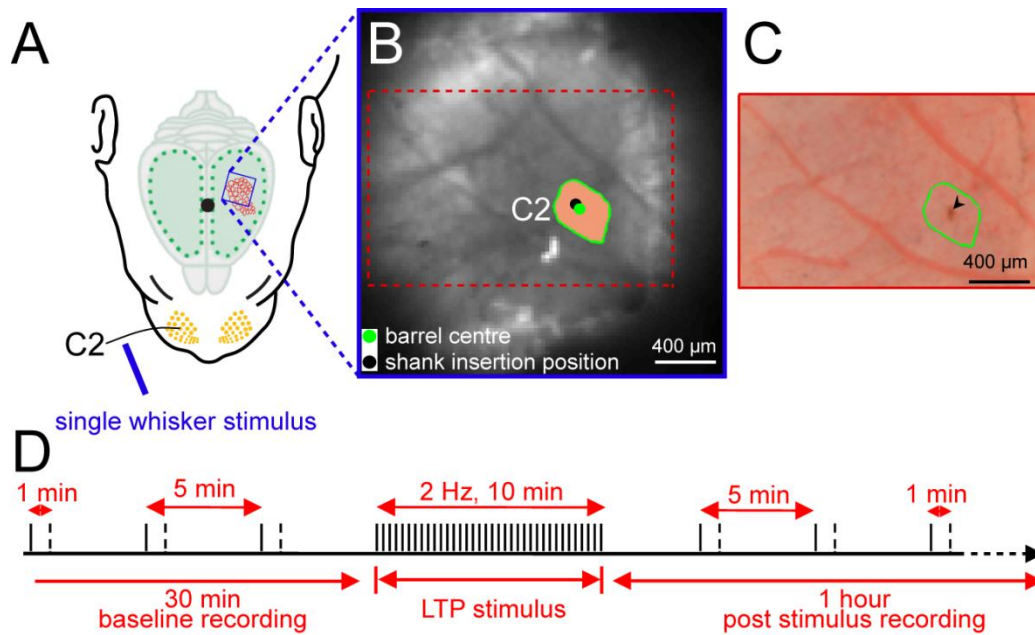 A
C2
single whisker stimulus
B
C2
barrel centre
shank insertion position
400 µm
C
400 µm
D
1 min
5 min
2 Hz, 10 min
5 min
1 min
30 min
baseline recording
LTP stimulus
1 hour
post stimulus recording